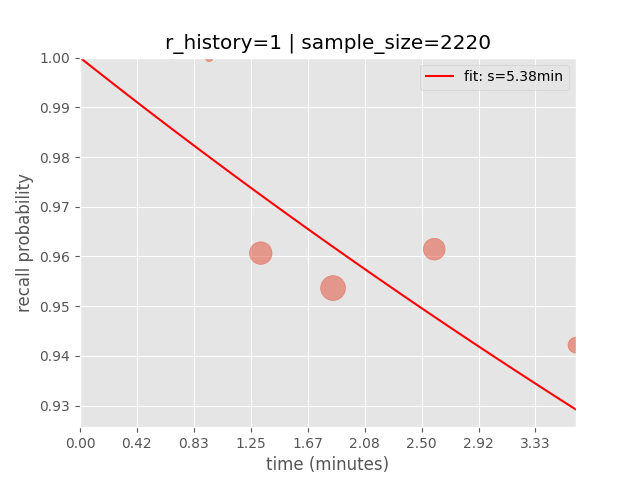 r_history=1 | sample_size=2220
fit: s=5.38min
1.00
0.99
0.98
0.97
0.96
0.95
0.94
0.93
recall probability
0.00 0.42 0.83 1.25 1.67 2.08 2.50 2.92 3.33
time (minutes)